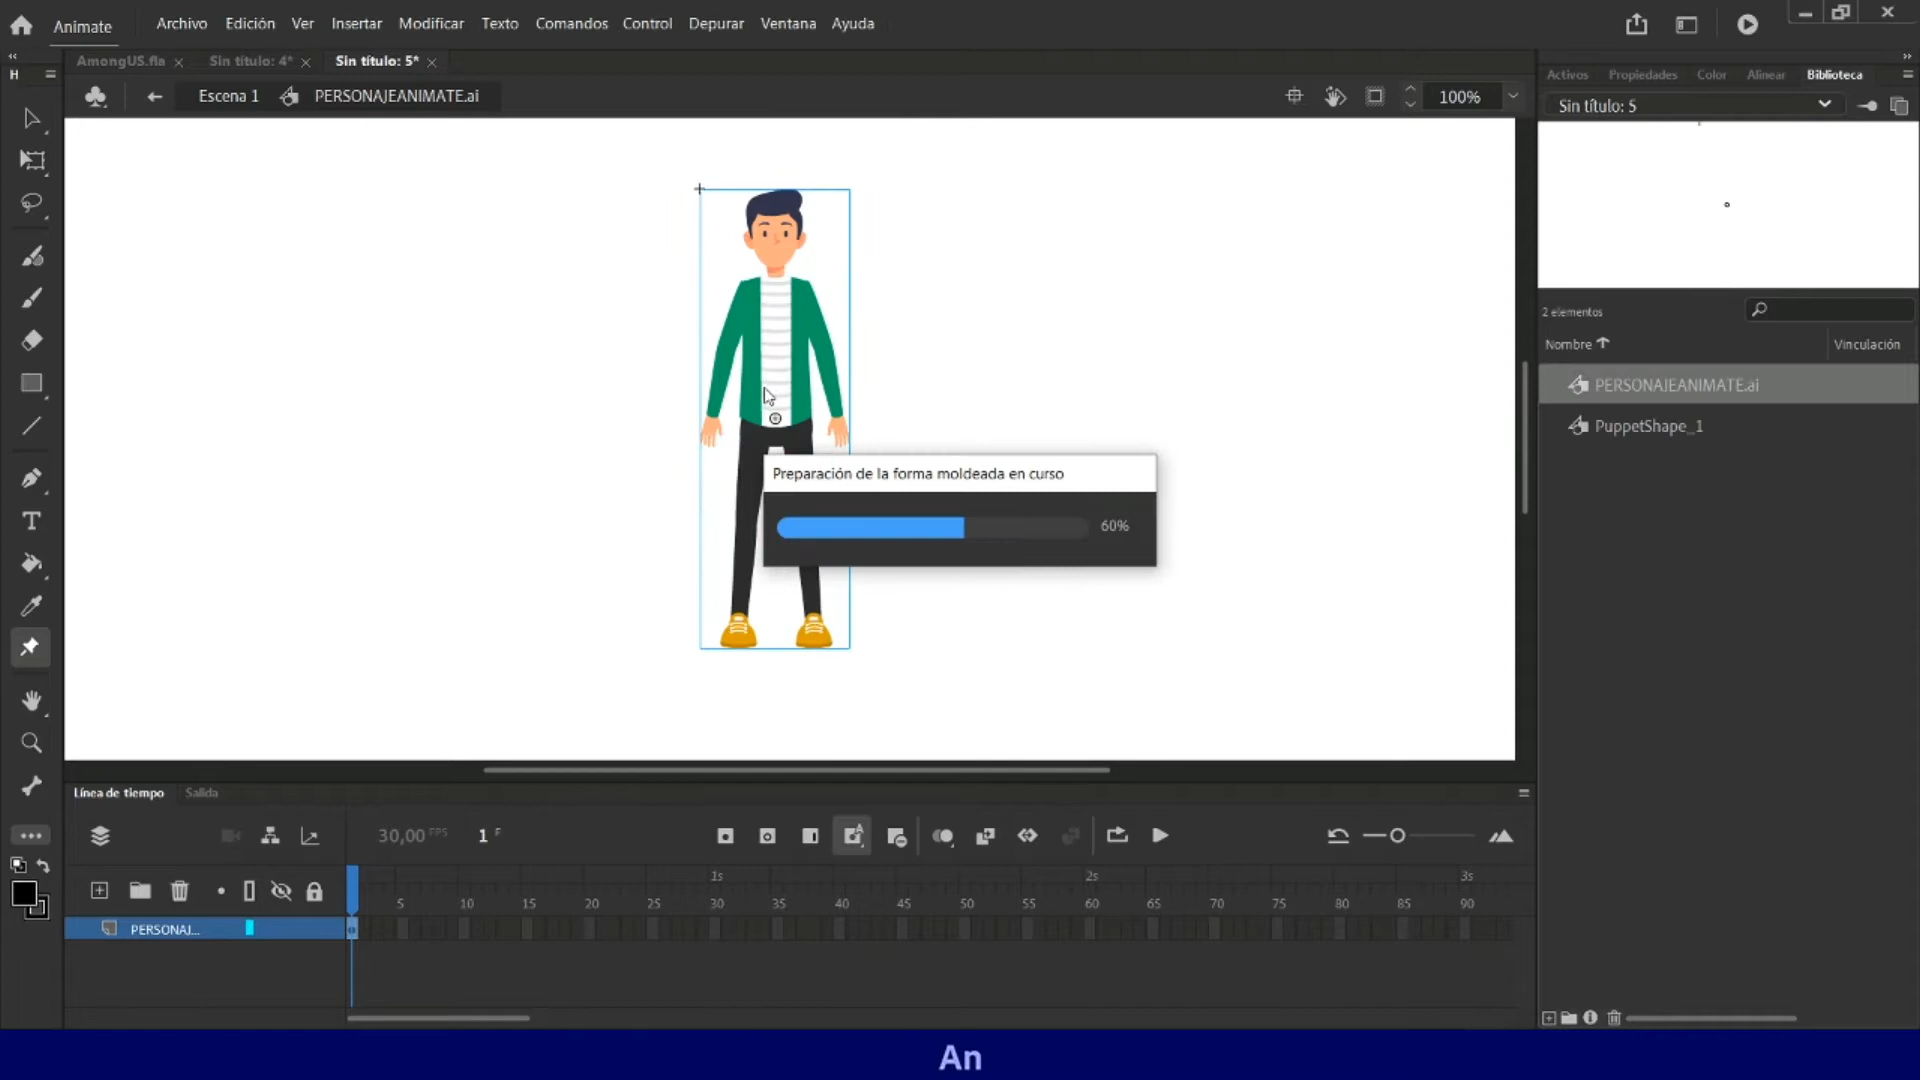 Animate Archivo Edición Ver Insertar Modificar Texto Comandos Control Depurar Ventana Ayuda
AmongUS.fla Sin título: 4* Sin título: 5*
H
Escena 1 PERSONAJEANIMATE.ai 100%
Activos Propiedades Color Alinear Biblioteca
Sin título: 5
2 elementos
Nombre Vinculación
PERSONAJEANIMATE.ai
PuppetShape_1
Preparación de la forma moldeada en curso
60%
Línea de tiempo Salida
30,00 FPS 1 F
1s 2s 3s
5 10 15 20 25 30 35 40 45 50 55 60 65 70 75 80 85 90
PERSONAJ...
An